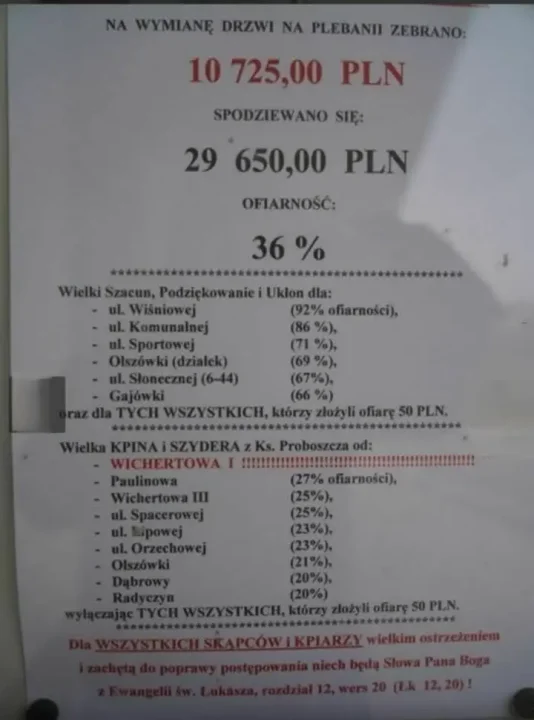 NA WYMIANĘ DRZWI NA PLEBANII ZEBRANO:
10 725,00 PLN
SPODZIEWANO SIĘ:
29 650,00 PLN
OFIARNOŚĆ:
36 %
****************************************************
Wielki Szacun, Podziękowanie i Ukłon dla:
- ul. Wiśniowej (92% ofiarności),
- ul. Komunalnej (86 %),
- ul. Sportowej (71 %),
- Olszówki (działek) (69 %),
- ul. Słonecznej (6-44) (67%),
- Gajówki (66 %)
oraz dla TYCH WSZYSTKICH, którzy złożyli ofiarę 50 PLN.
****************************************************
Wielka KPINA i SZYDERA z Ks. Proboszcza od:
- WICHERTOWA I !!!!!!!!!!!!!!!!!!!!!!!!!!!!!!!!!!!!!!!!!!!!!!!!
- Paulinowa (27% ofiarności),
- Wichertowa III (25%),
- ul. Spacerowej (25%),
- ul. Lipowej (23%),
- ul. Orzechowej (23%),
- Olszówki (21%),
- Dąbrowy (20%),
- Radyczyn (20%)
wyłączając TYCH WSZYSTKICH, którzy złożyli ofiarę 50 PLN.
****************************************************
Dla WSZYSTKICH SKĄPCÓW i KPIARZY wielkim ostrzeżeniem
i zachętą do poprawy postępowania niech będą Słowa Pana Boga
z Ewangelii św. Łukasza, rozdział 12, wers 20 (Łk 12, 20) !